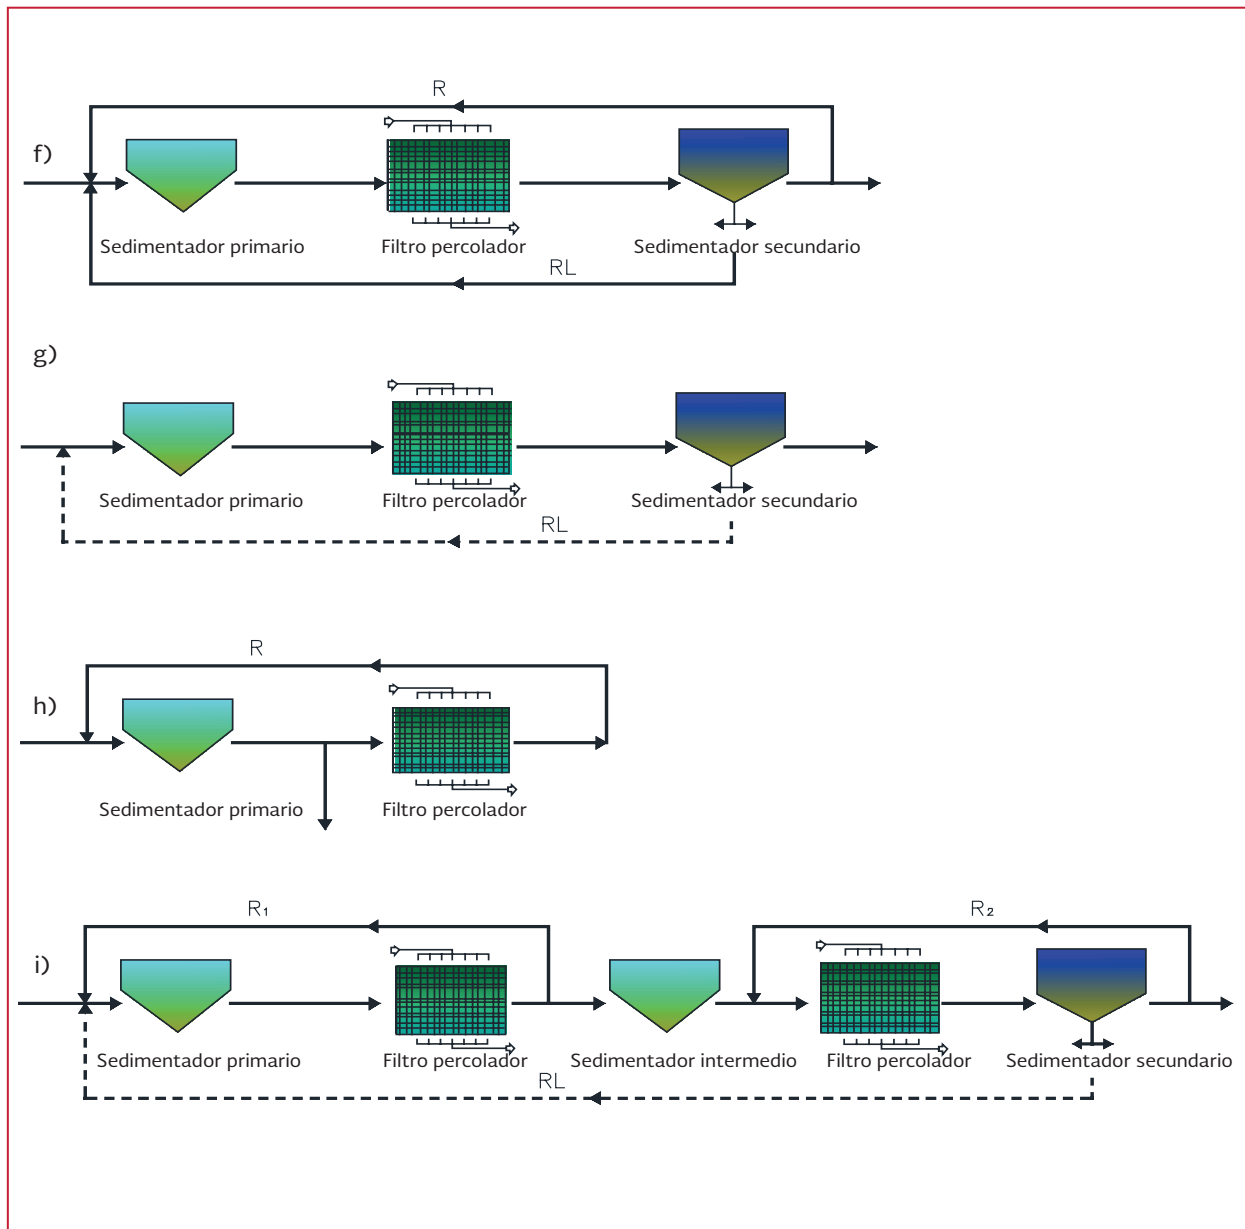 R
f)
Sedimentador primario Filtro percolador Sedimentador secundario
RL
g)
Sedimentador primario Filtro percolador Sedimentador secundario
RL
R
h)
Sedimentador primario Filtro percolador
R₁ R₂
i)
Sedimentador primario Filtro percolador Sedimentador intermedio Filtro percolador Sedimentador secundario
RL